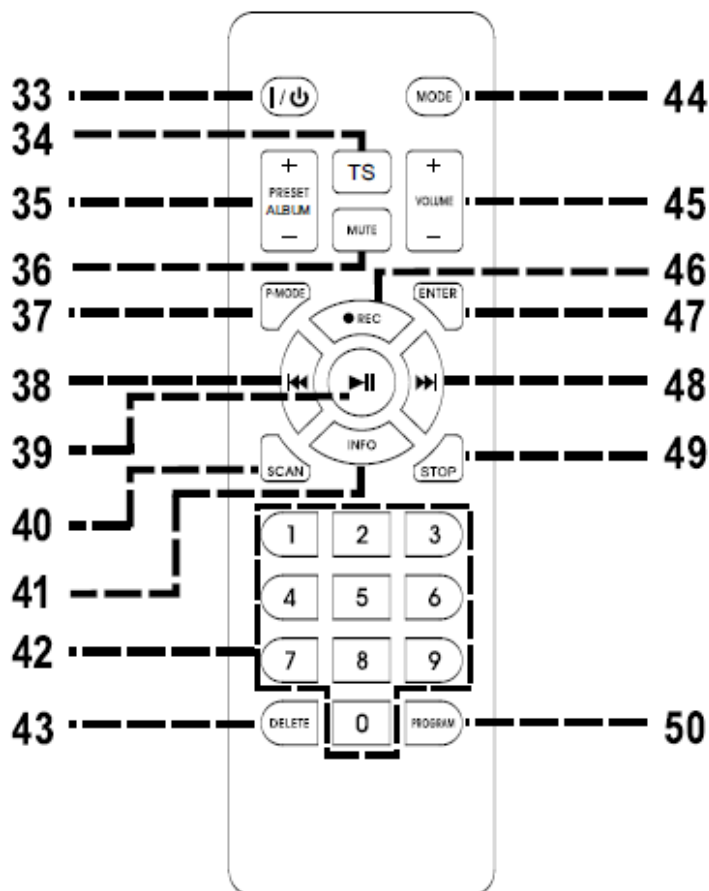 33 I/⏻ MODE 44
34 TS
+ +
35 PRESET ALBUM VOLUME 45
- -
36 MUTE
46
37 P-MODE ● REC ENTER 47
38 48
39
INFO
40 SCAN STOP 49
41
1 2 3
4 5 6
42 7 8 9
43 DELETE 0 PROGRAM 50